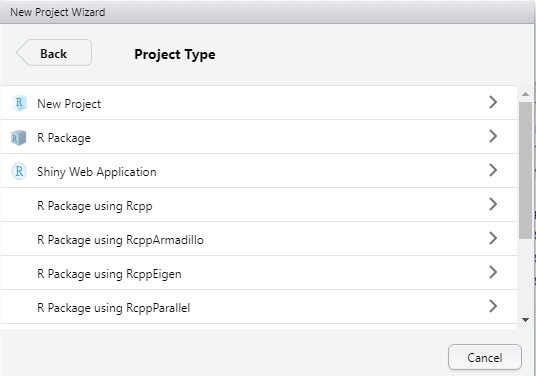 New Project Wizard
Back
Project Type
R New Project
R Package
R Shiny Web Application
R Package using Rcpp
R Package using RcppArmadillo
R Package using RcppEigen
R Package using RcppParallel
Cancel